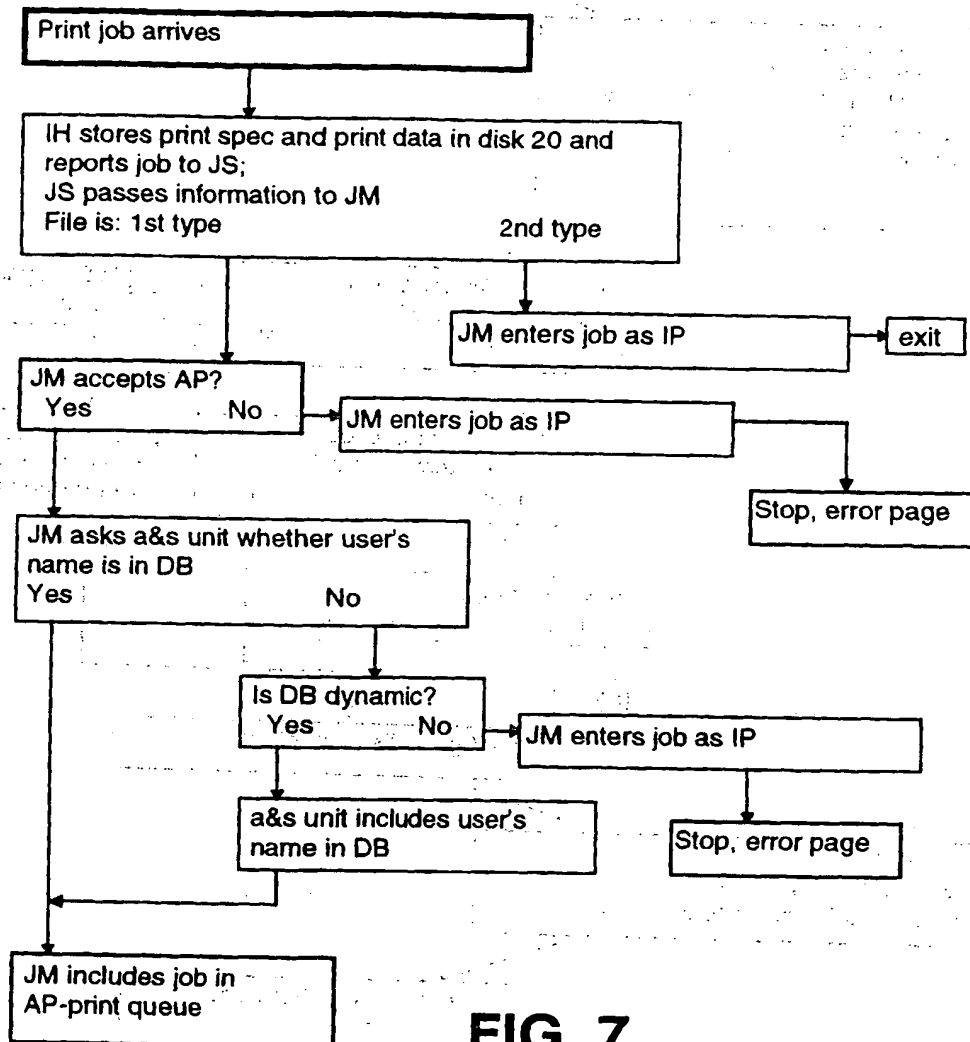 Print job arrives
IH stores print spec and print data in disk 20 and
reports job to JS;
JS passes information to JM
File is: 1st type 2nd type
JM enters job as IP
exit
JM accepts AP?
Yes No
JM enters job as IP
Stop, error page
JM asks a&s unit whether user's
name is in DB
Yes No
Is DB dynamic?
Yes No
JM enters job as IP
a&s unit includes user's
name in DB
Stop, error page
JM includes job in
AP-print queue
FIG. 7